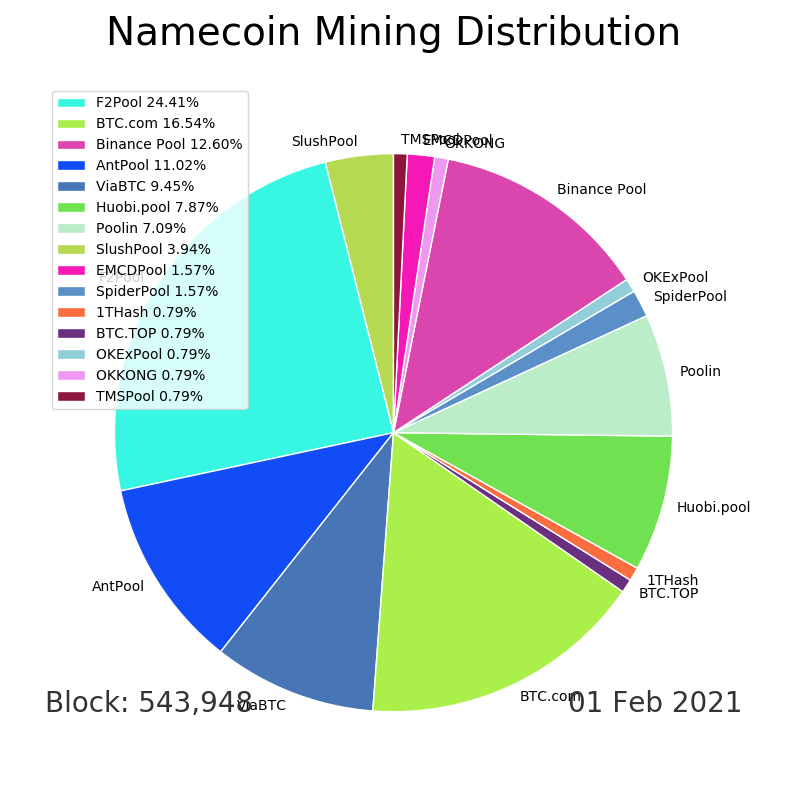 Namecoin Mining Distribution
F2Pool 24.41%
BTC.com 16.54%
Binance Pool 12.60%
AntPool 11.02%
ViaBTC 9.45%
Huobi.pool 7.87%
Poolin 7.09%
SlushPool 3.94%
EMCDPool 1.57%
SpiderPool 1.57%
1THash 0.79%
BTC.TOP 0.79%
OKExPool 0.79%
OKKONG 0.79%
TMSPool 0.79%
SlushPool
TMSPool
EMCDPool
OKKONG
Binance Pool
OKExPool
SpiderPool
F2Pool
Poolin
Huobi.pool
1THash
BTC.TOP
AntPool
ViaBTC
BTC.com
Block: 543,948
01 Feb 2021